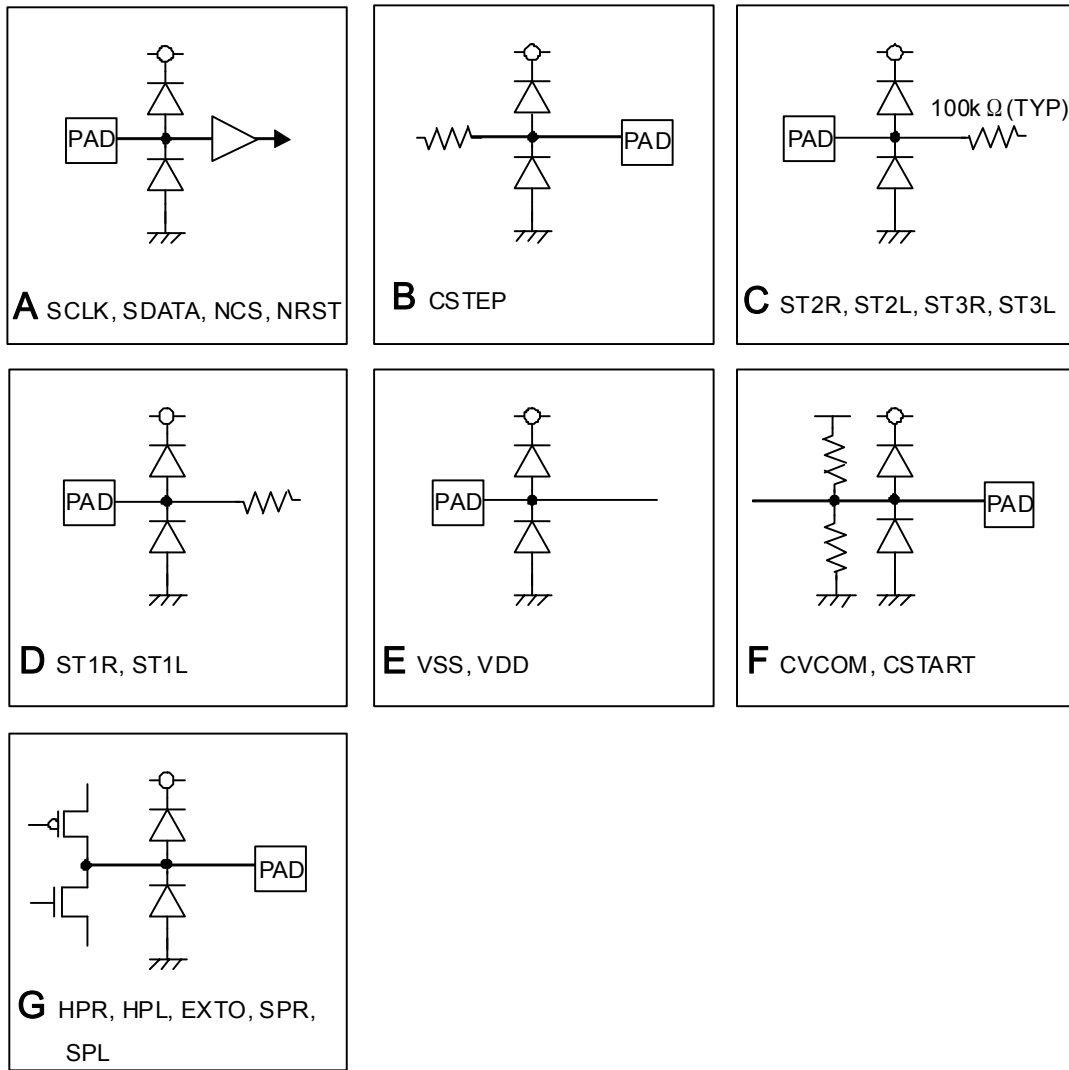 PAD
A SCLK, SDATA, NCS, NRST
PAD
B CSTEP
100k Ω (TYP)
PAD
C ST2R, ST2L, ST3R, ST3L
PAD
D ST1R, ST1L
PAD
E VSS, VDD
PAD
F CVCOM, CSTART
PAD
G HPR, HPL, EXTO, SPR,
SPL